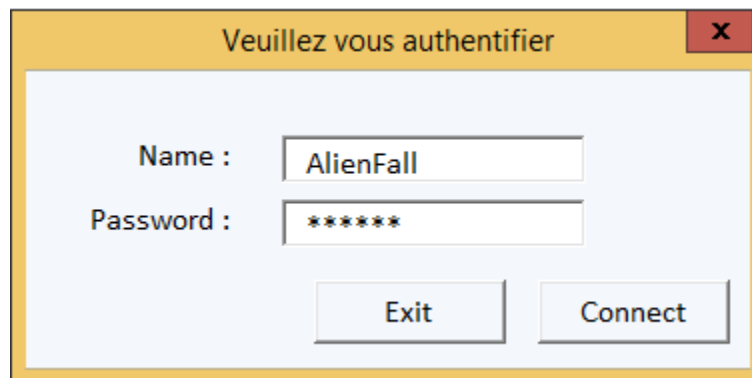 Veuillez vous authentifier x
Name : AlienFall
Password : ******
Exit Connect